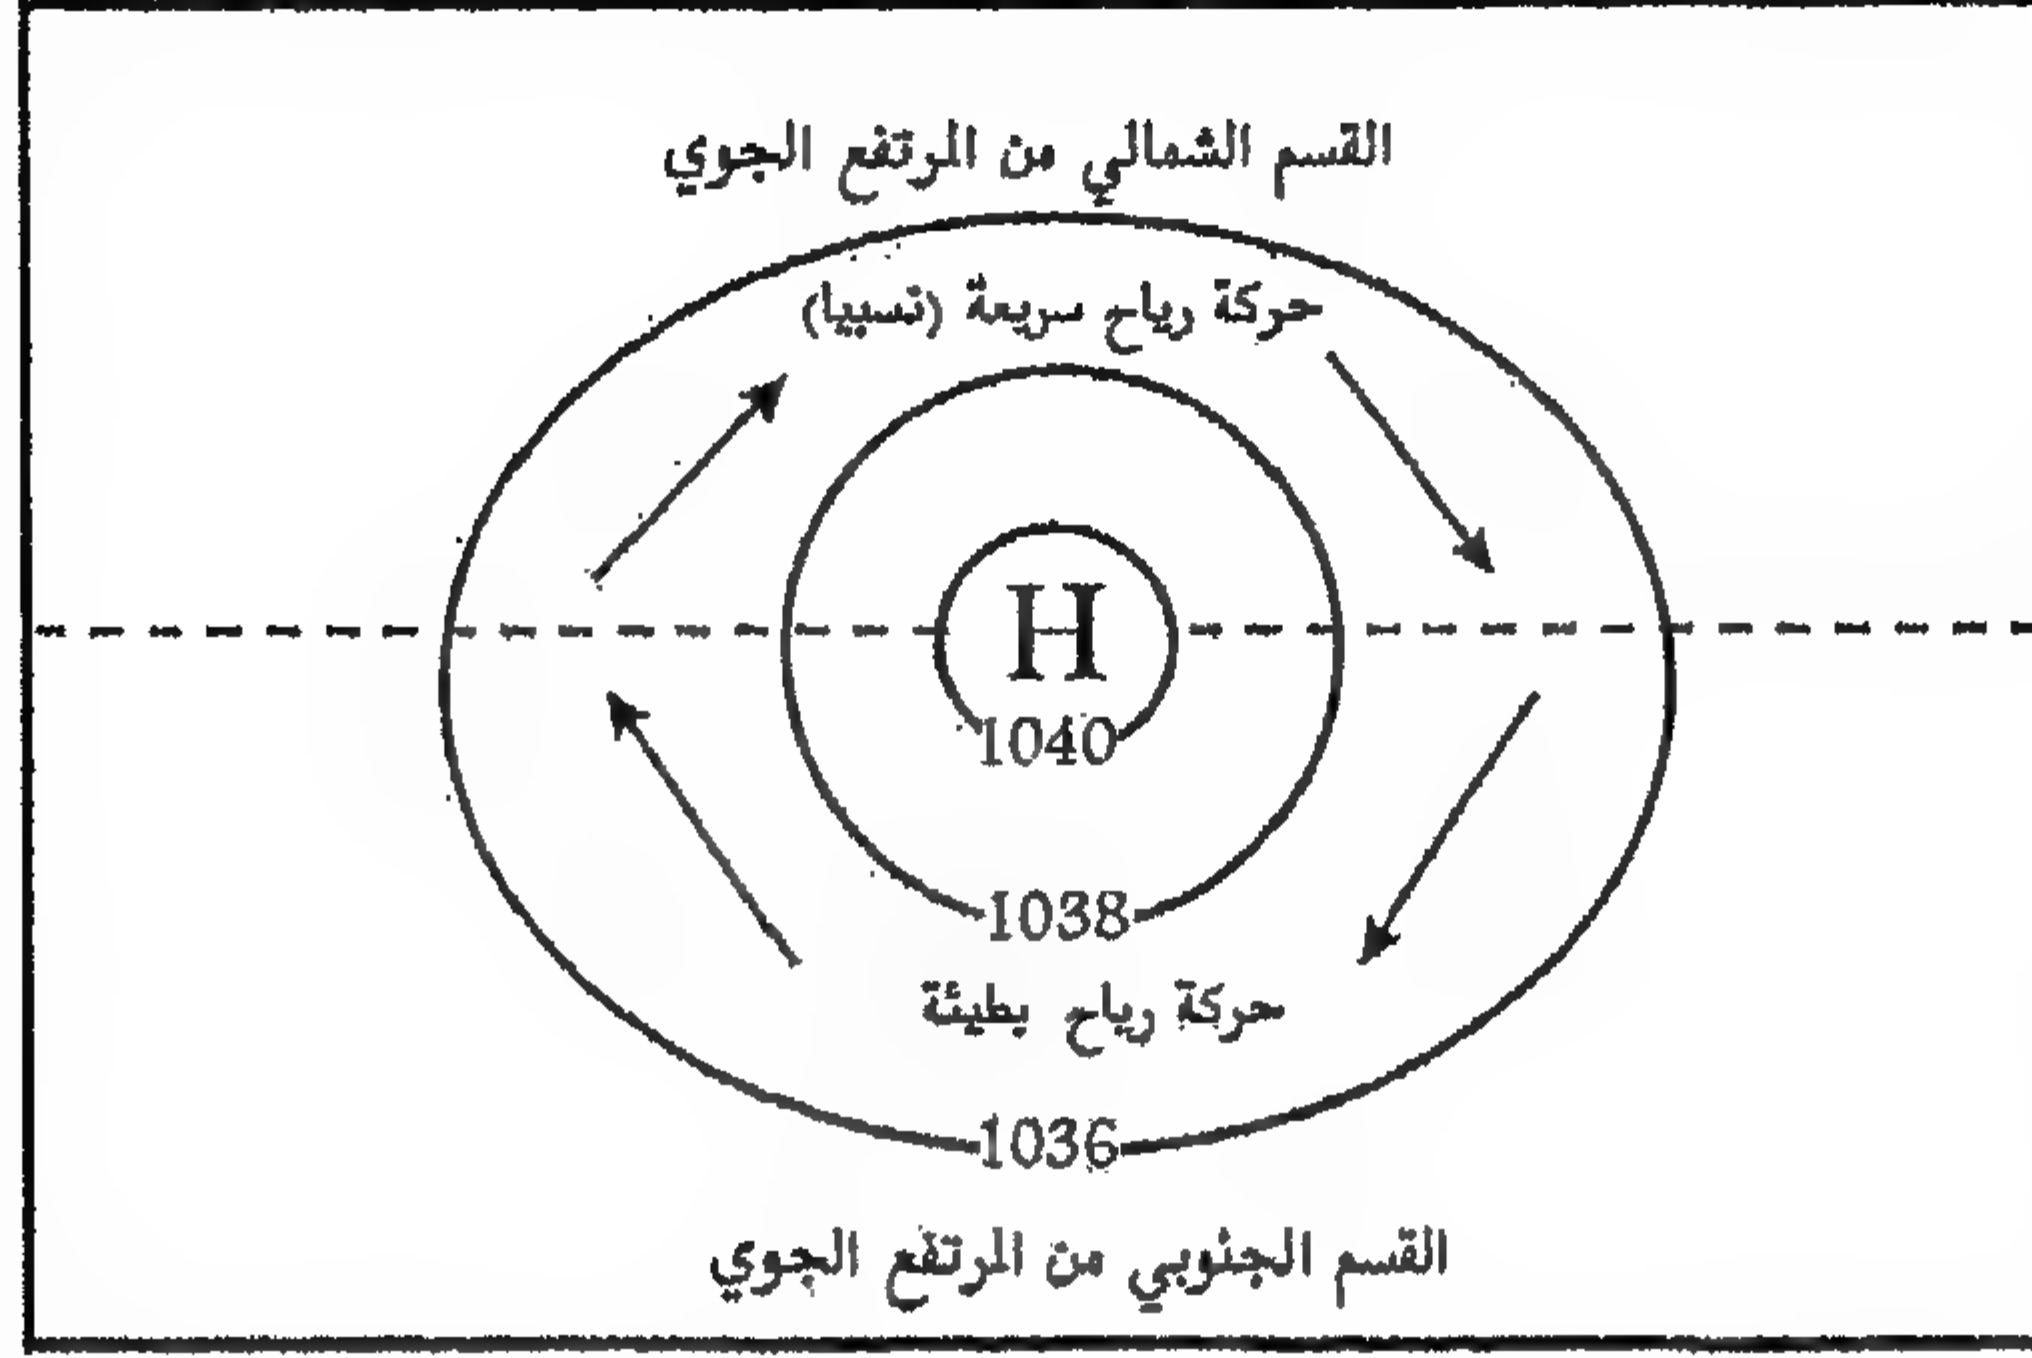 القسم الشمالي من المرتفع الجوي
حركة رياح سريعة (نسبيا)
H
1040
1038
حركة رياح بطيئة
1036
القسم الجنوبي من المرتفع الجوي